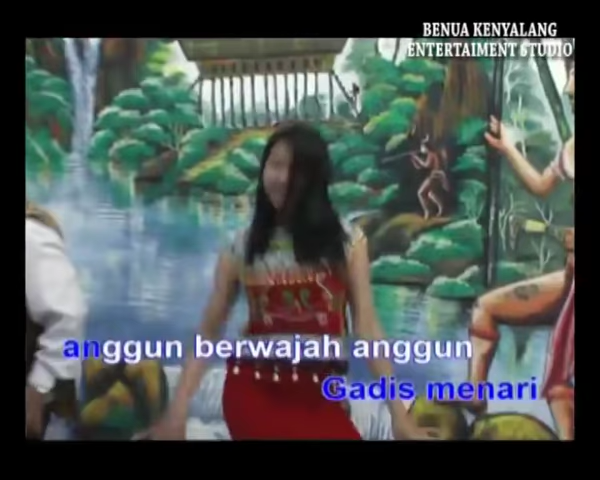 BENUA KENYALANG
ENTERTAIMENT STUDIO
anggun berwajah anggun
Gadis menari